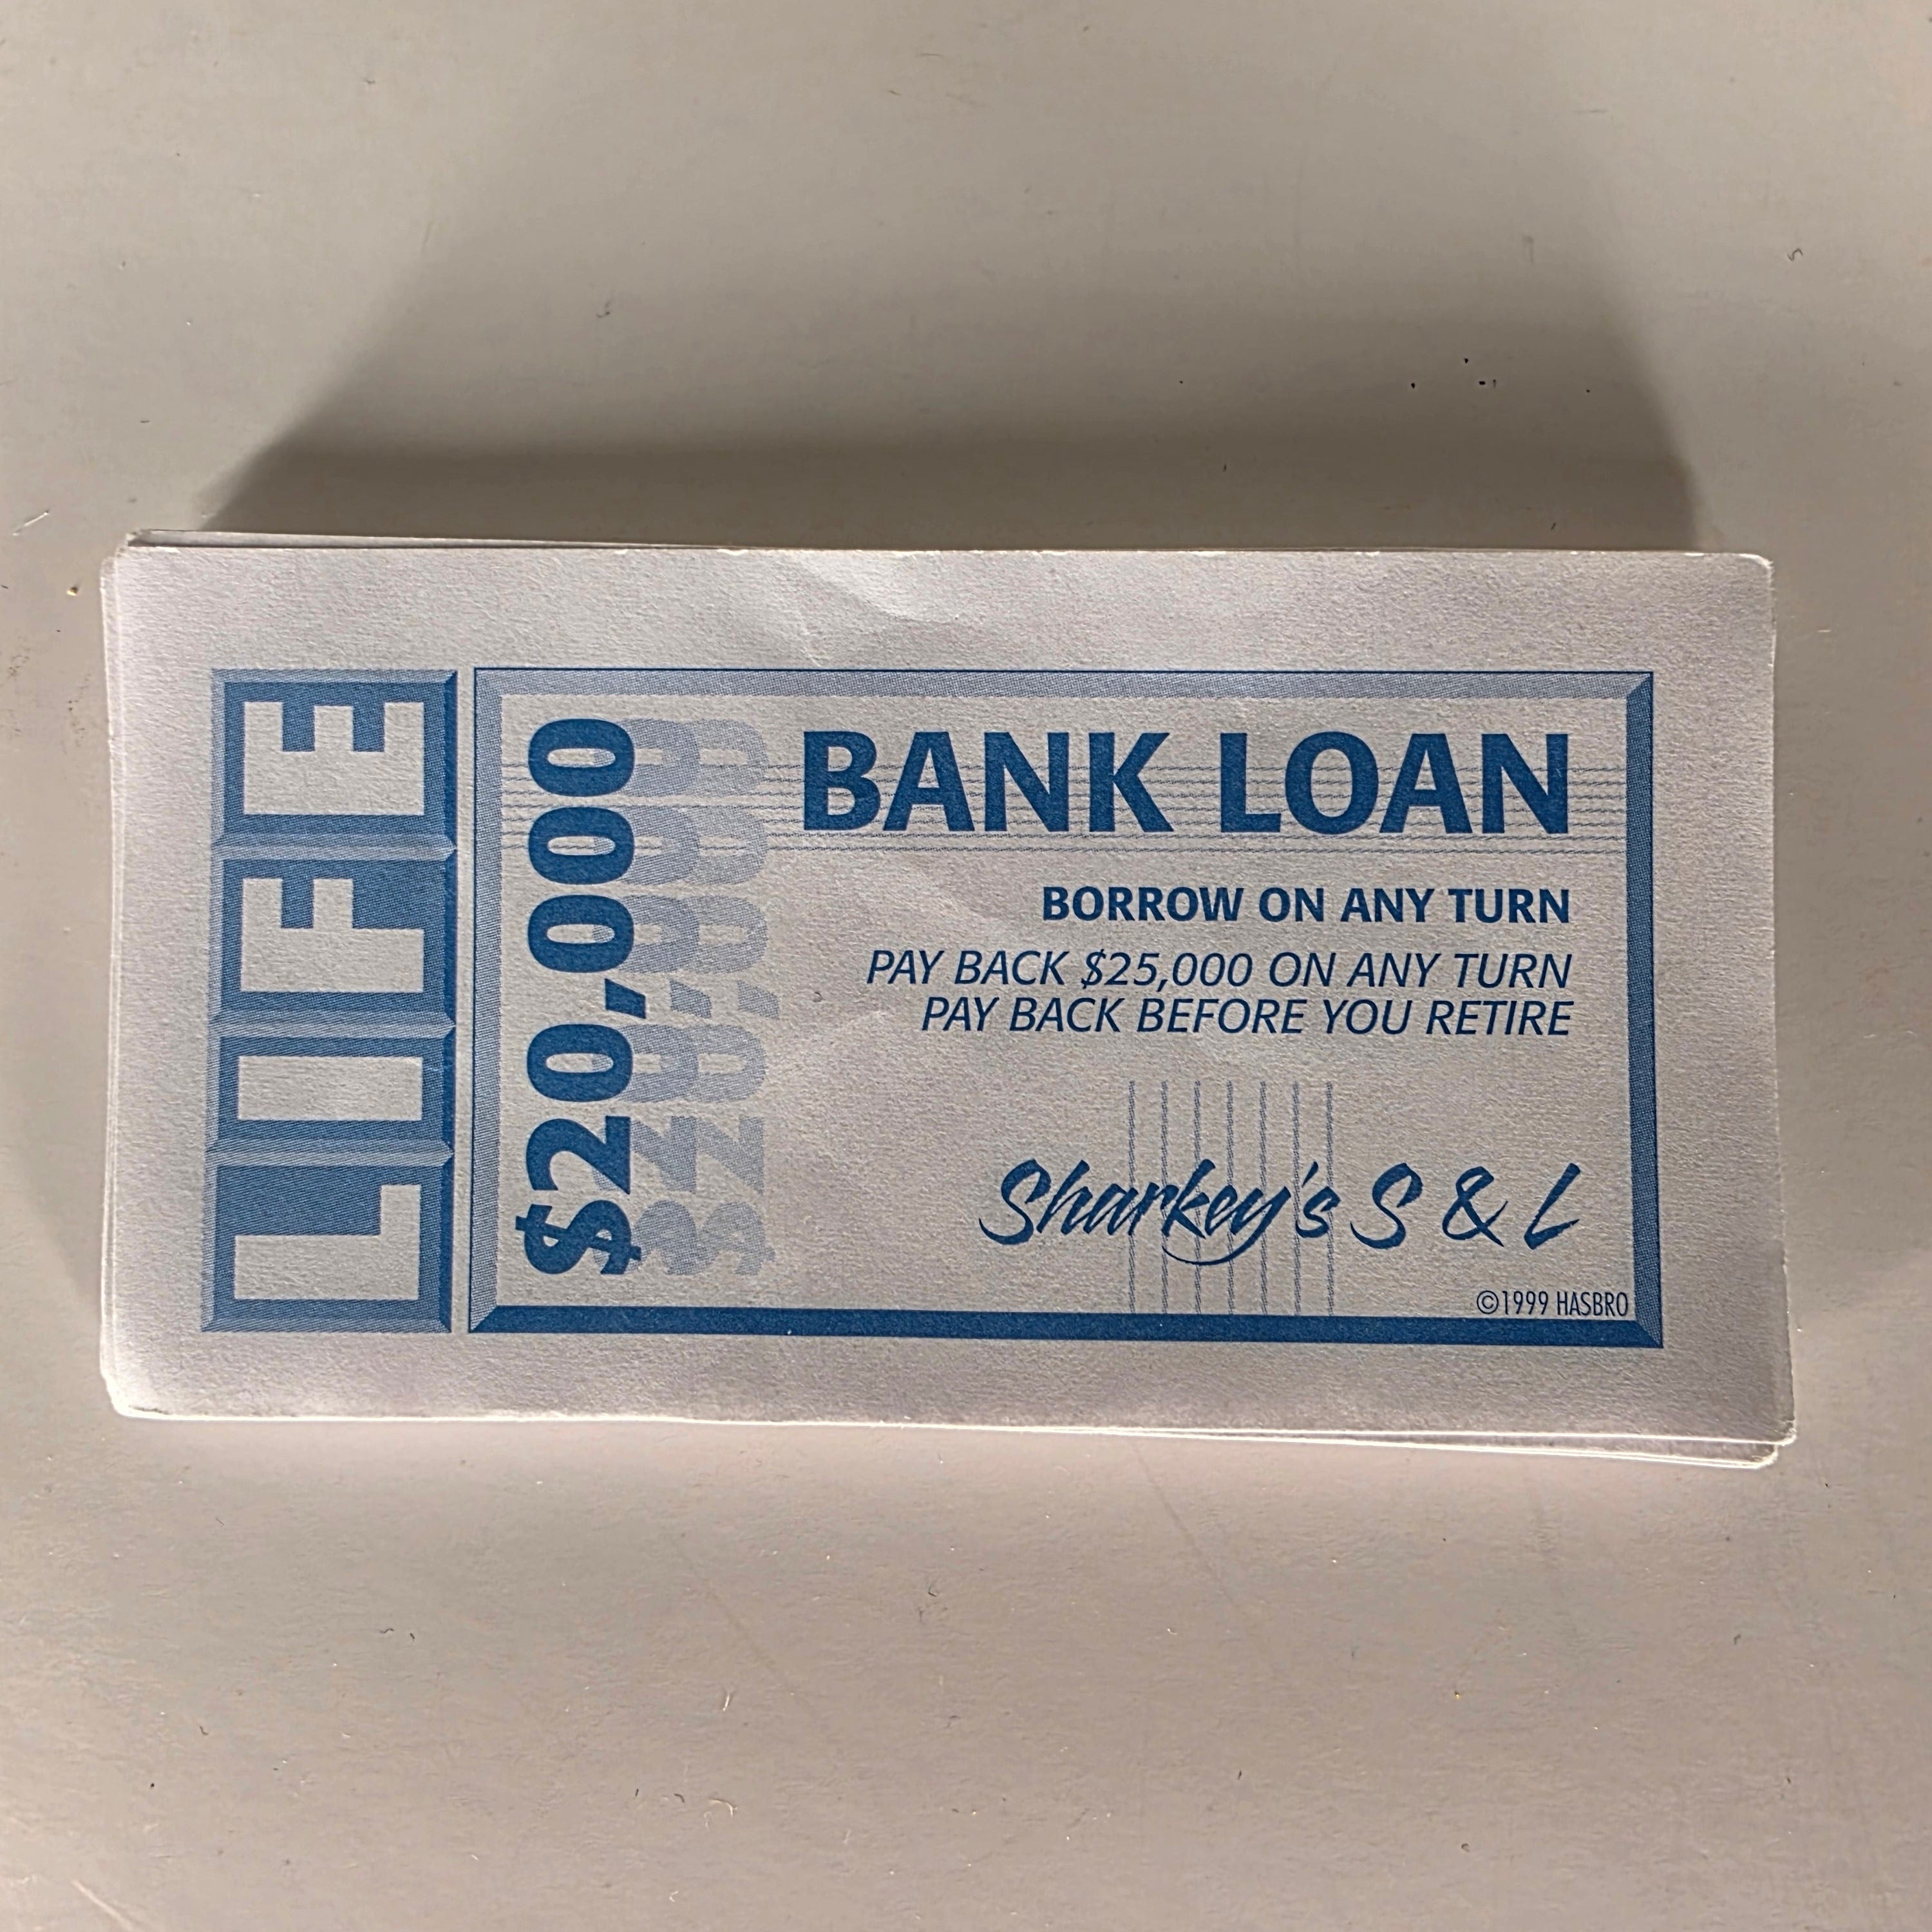 LIFE
$20,000
BANK LOAN
BORROW ON ANY TURN
PAY BACK $25,000 ON ANY TURN
PAY BACK BEFORE YOU RETIRE
Sharkey's S & L
©1999 HASBRO